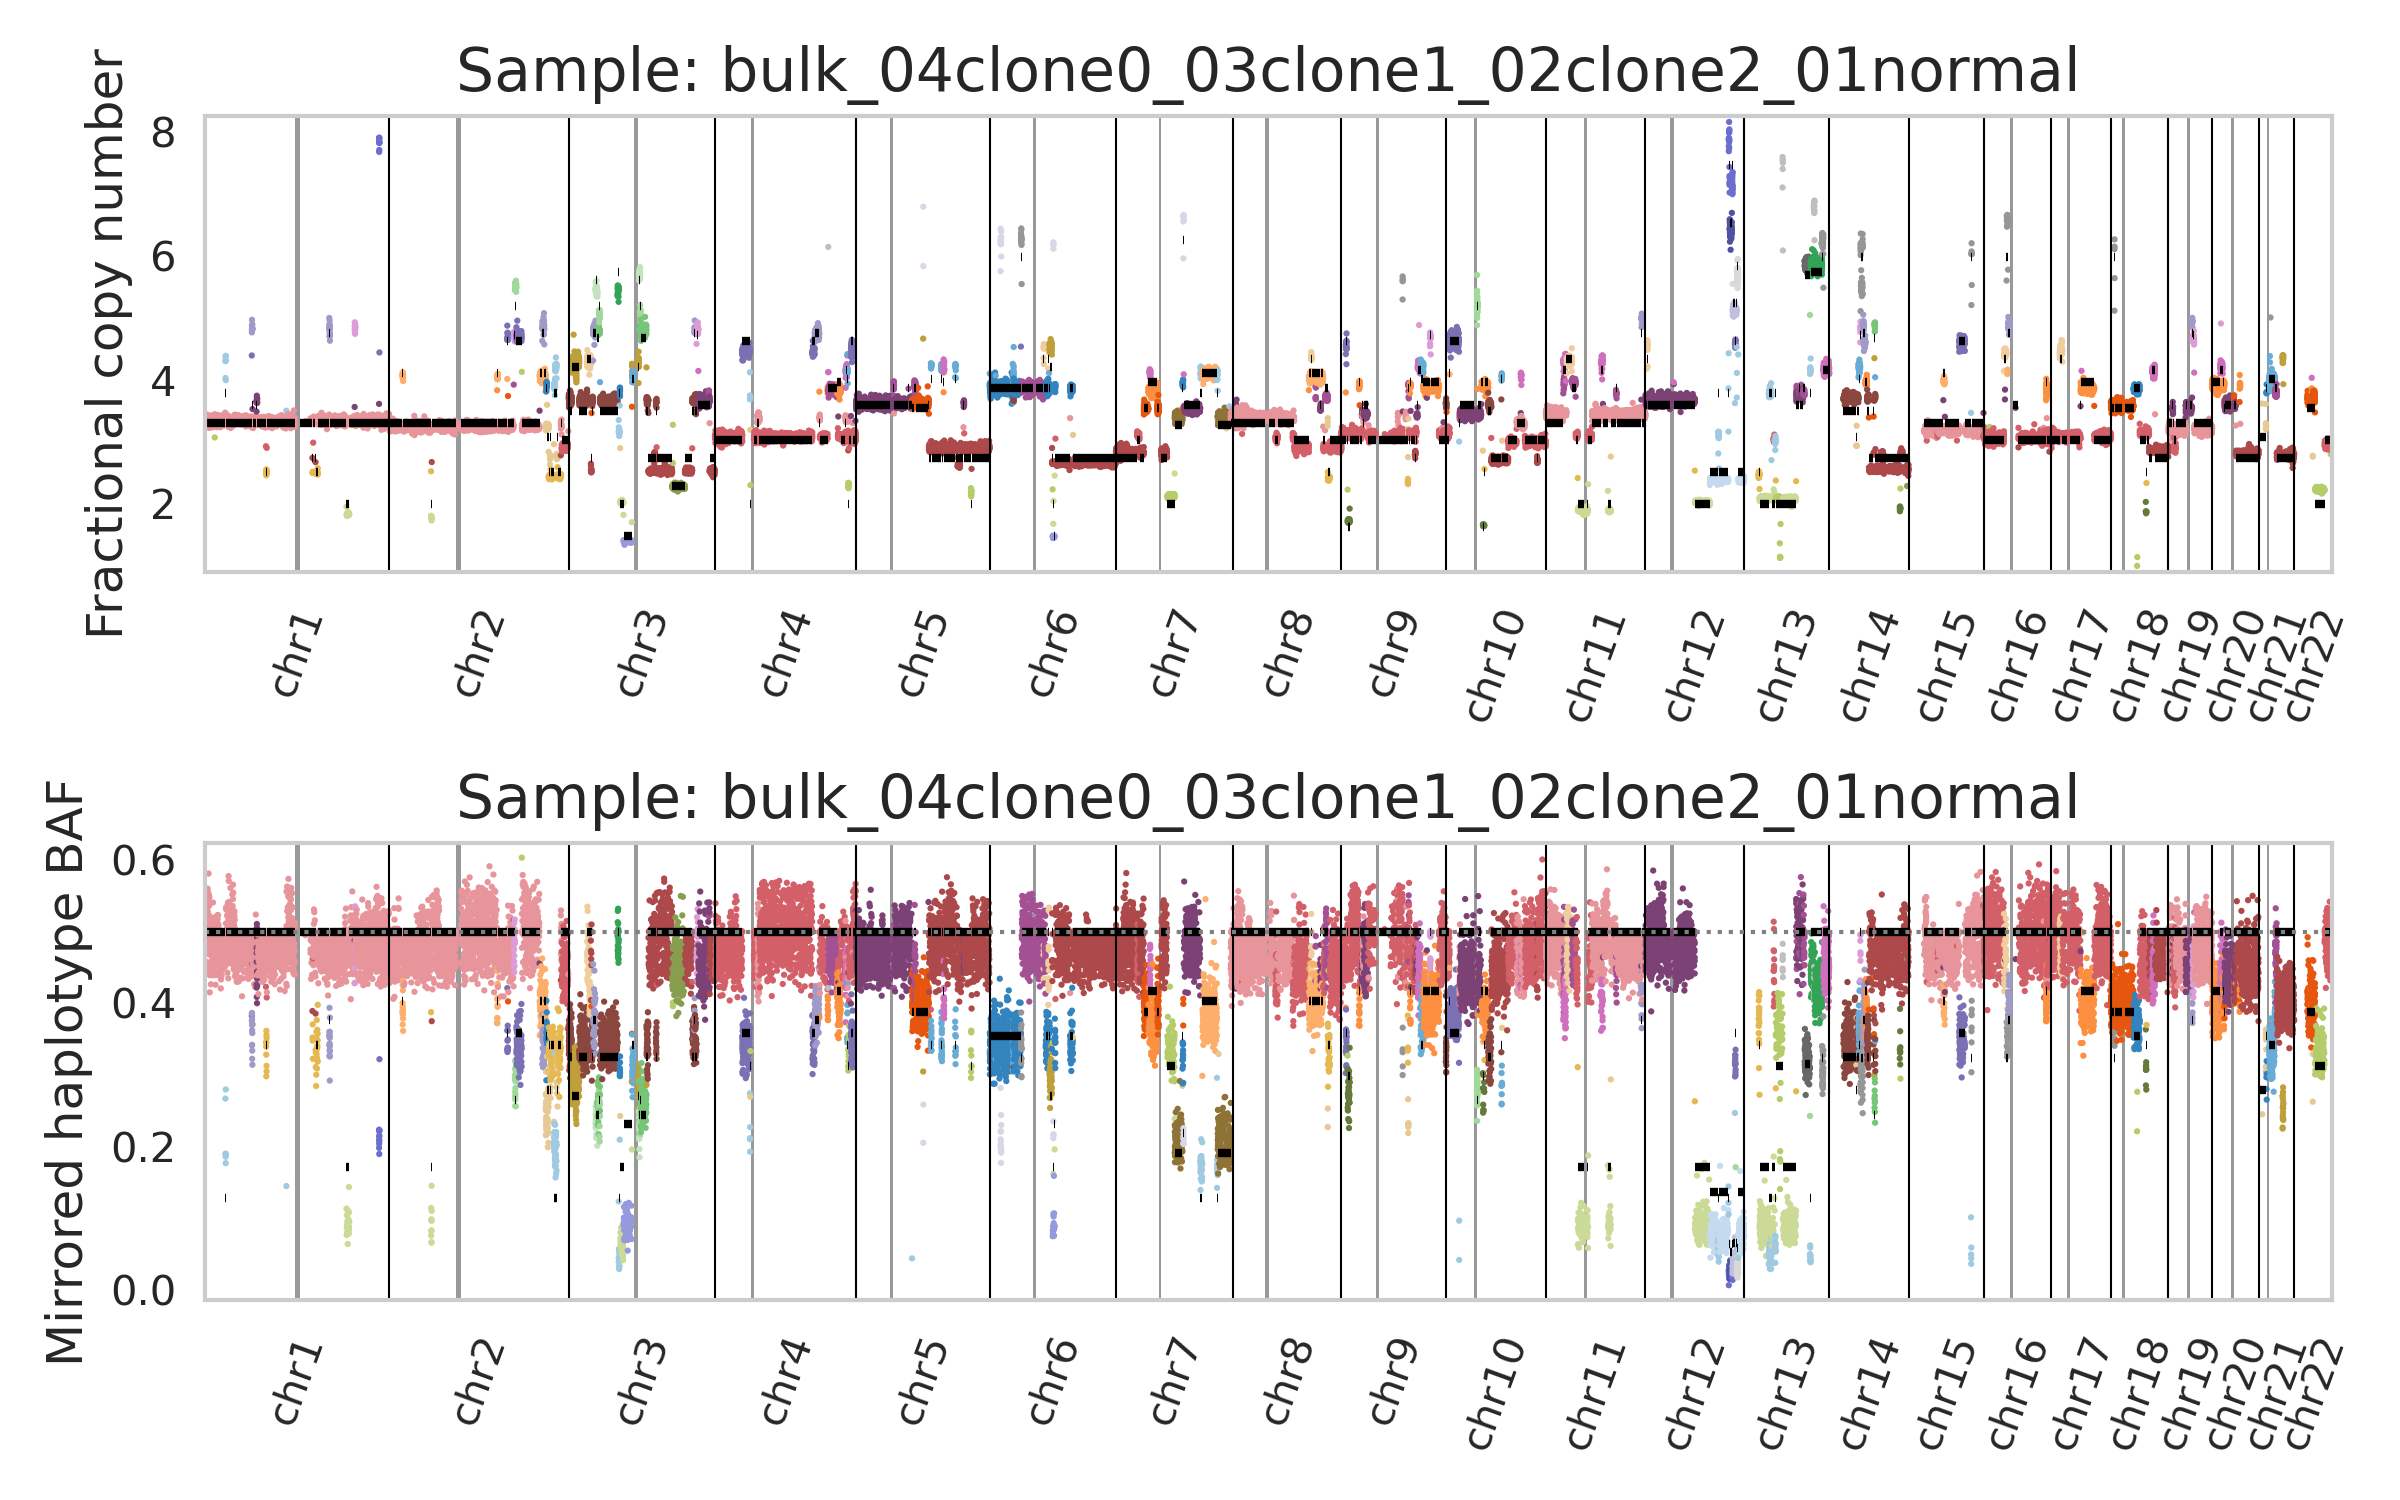 Sample: bulk_04clone0_03clone1_02clone2_01normal
Fractional copy number
8
6
4
2
chr1
chr2
chr3
chr4
chr5
chr6
chr7
chr8
chr9
chr10
chr11
chr12
chr13
chr14
chr15
chr16
chr17
chr18
chr19
chr20
chr21
chr22
Sample: bulk_04clone0_03clone1_02clone2_01normal
Mirrored haplotype BAF
0.6
0.4
0.2
0.0
chr1
chr2
chr3
chr4
chr5
chr6
chr7
chr8
chr9
chr10
chr11
chr12
chr13
chr14
chr15
chr16
chr17
chr18
chr19
chr20
chr21
chr22